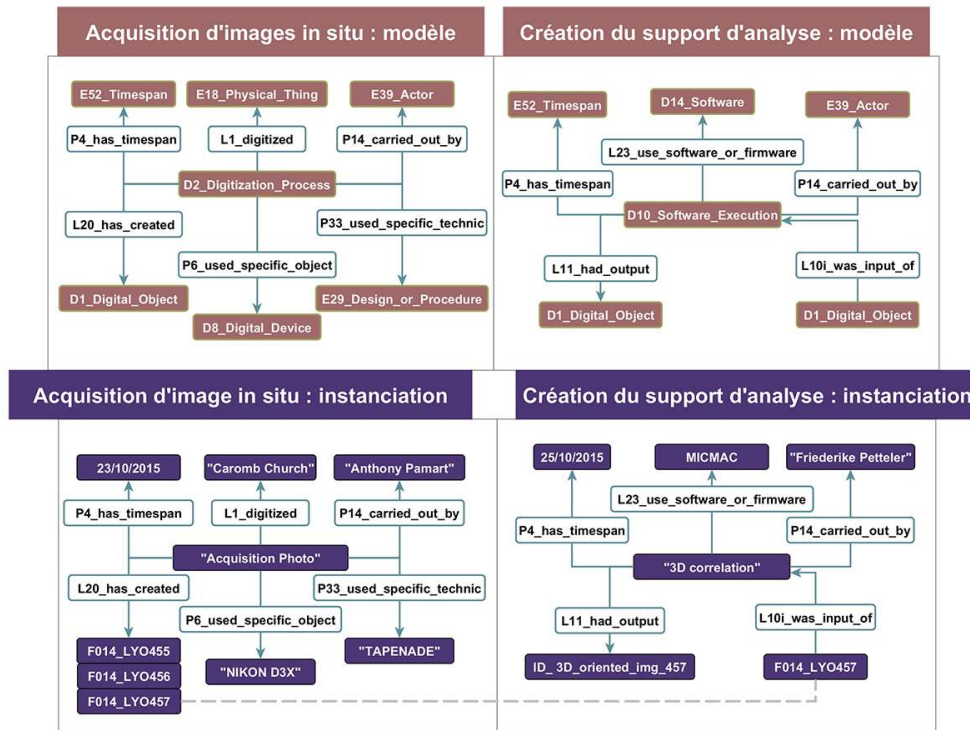 Acquisition d'images in situ : modèle
E52_Timespan
E18_Physical_Thing
E39_Actor
P4_has_timespan
L1_digitized
P14_carried_out_by
D2_Digitization_Process
L20_has_created
P33_used_specific_technic
P6_used_specific_object
D1_Digital_Object
E29_Design_or_Procedure
D8_Digital_Device
Création du support d'analyse : modèle
E52_Timespan
D14_Software
E39_Actor
L23_use_software_or_firmware
P4_has_timespan
P14_carried_out_by
D10_Software_Execution
L11_had_output
L10i_was_input_of
D1_Digital_Object
D1_Digital_Object
Acquisition d'image in situ : instanciation
23/10/2015
"Caromb Church"
"Anthony Pamart"
P4_has_timespan
L1_digitized
P14_carried_out_by
"Acquisition Photo"
L20_has_created
P33_used_specific_technic
P6_used_specific_object
F014_LYO455
F014_LYO456
F014_LYO457
"NIKON D3X"
"TAPENADE"
Création du support d'analyse : instanciation
25/10/2015
MICMAC
"Friederike Petteler"
L23_use_software_or_firmware
P4_has_timespan
P14_carried_out_by
"3D correlation"
L11_had_output
L10i_was_input_of
ID_ 3D_oriented_img_457
F014_LYO457